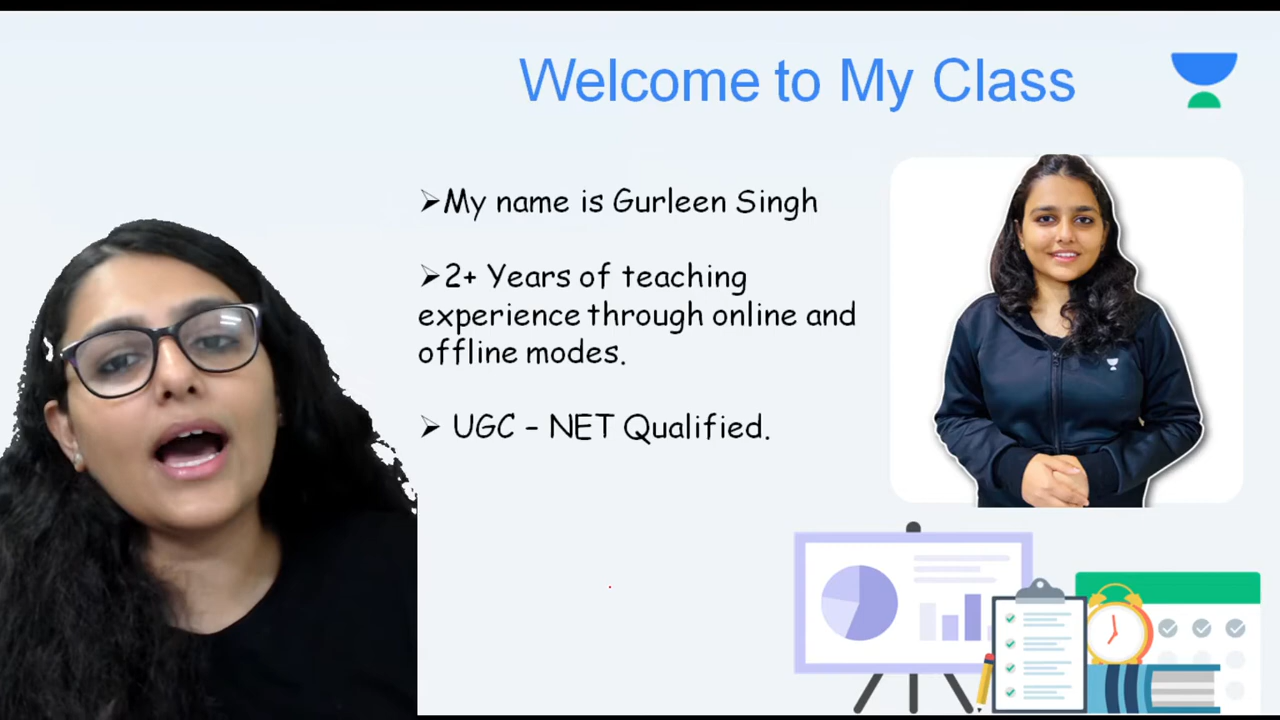 Welcome to My Class
➢My name is Gurleen Singh
➢2+ Years of teaching
experience through online and
offline modes.
➢ UGC – NET Qualified.